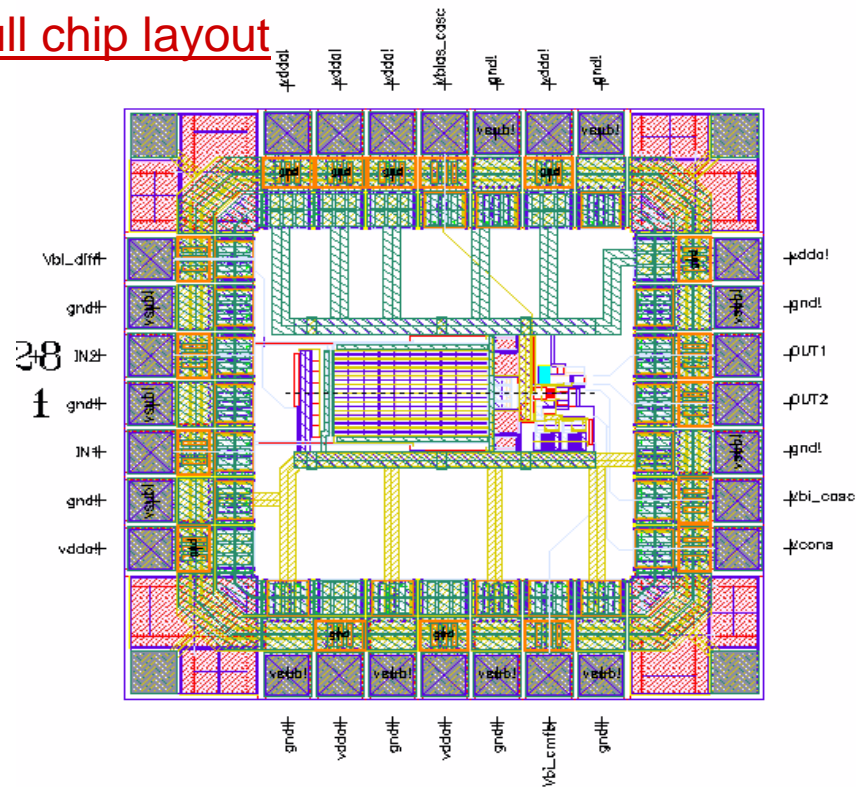 ull chip layout
vdda! vdda! vdda! Vbias_casc gnd! vdda! gnd!
Vbi_diff
gnd!
28 IN2
1 gnd!
IN1
gnd!
vdda!
vdda!
gnd!
OUT1
OUT2
gnd!
Vbi_casc
Vcons
gnd! vdda! gnd! vdda! gnd! Vbi_cmfb! gnd!